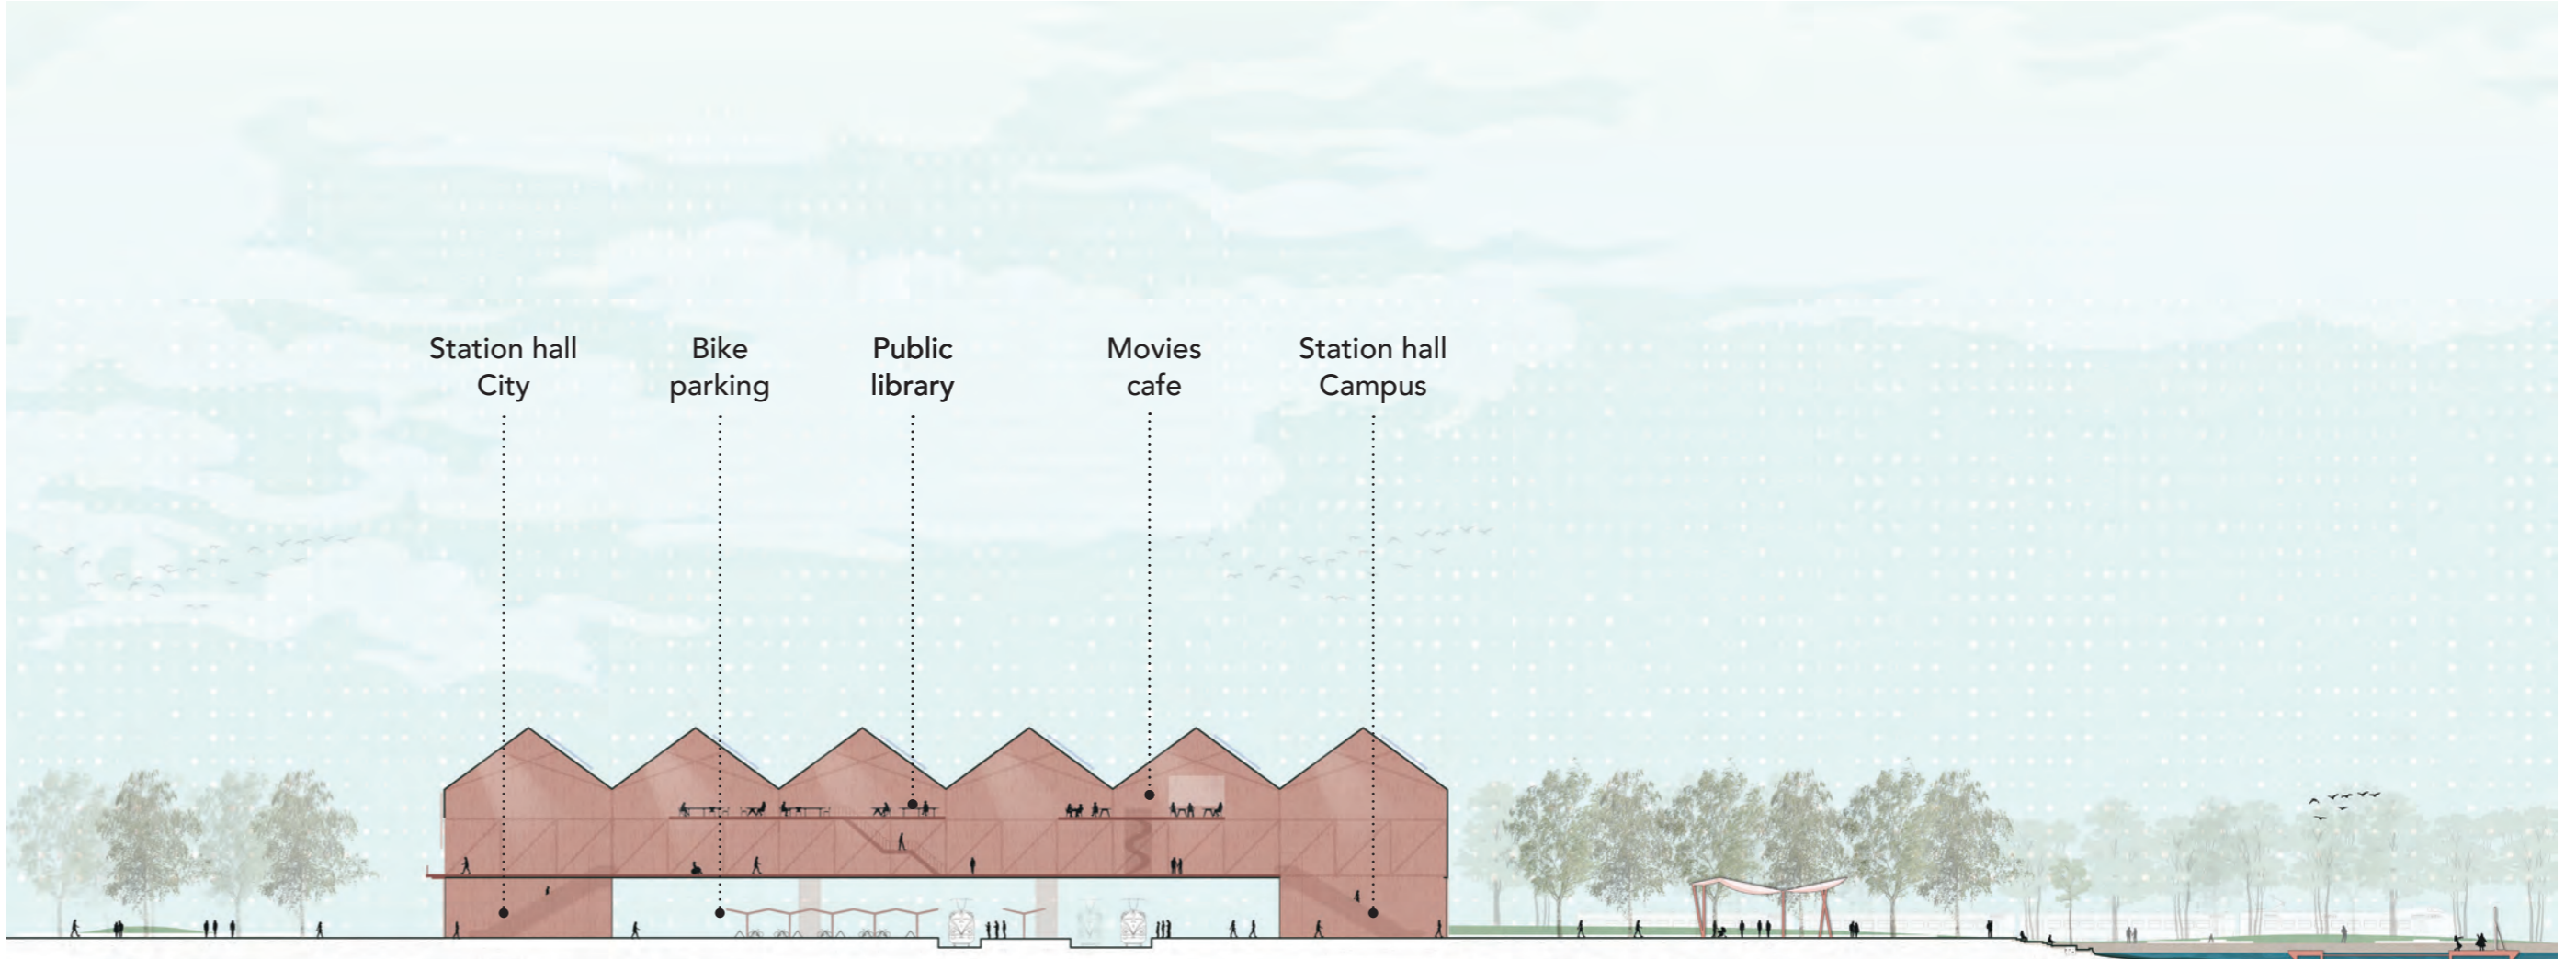 Station hall
City
Bike
parking
Public
library
Movies
cafe
Station hall
Campus